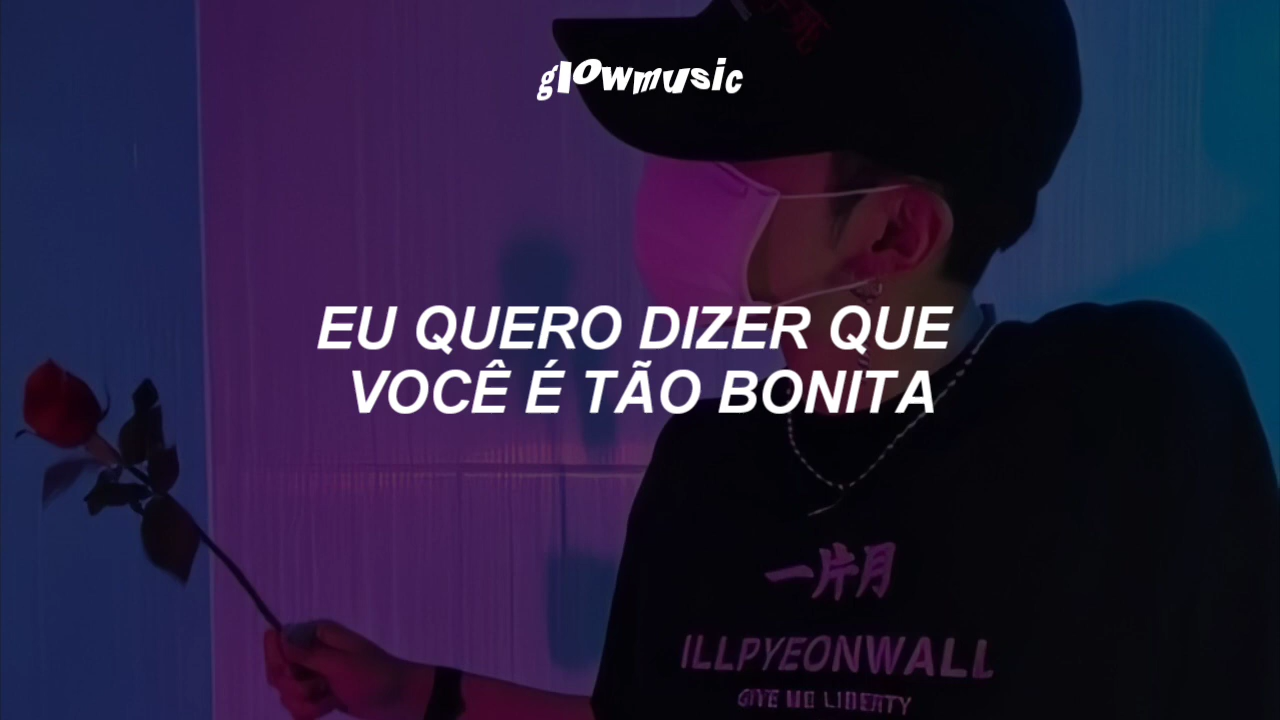 glowmusic
EU QUERO DIZER QUE
VOCÊ É TÃO BONITA
一片月
ILLPYEONWALL
GIVE ME LIBERTY